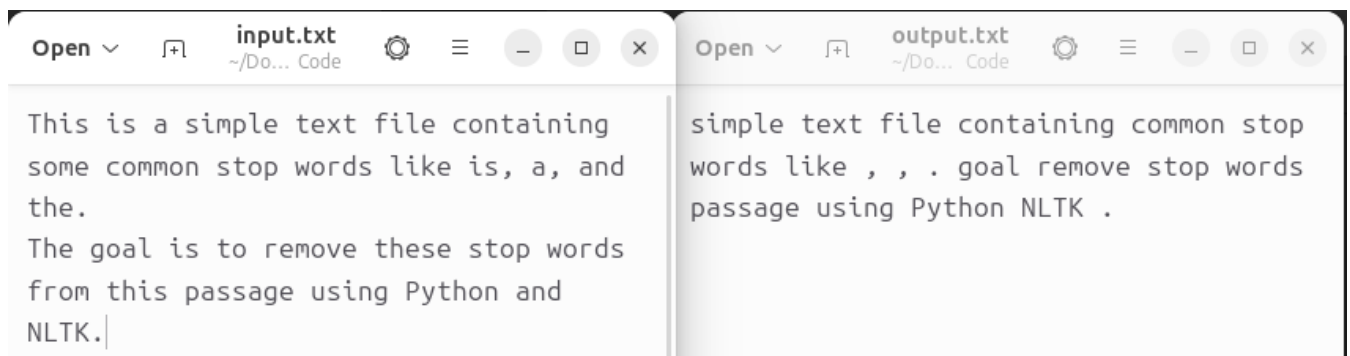 Open
input.txt
~/Do... Code
This is a simple text file containing
some common stop words like is, a, and
the.
The goal is to remove these stop words
from this passage using Python and
NLTK.
Open
output.txt
~/Do... Code
simple text file containing common stop
words like , , . goal remove stop words
passage using Python NLTK .